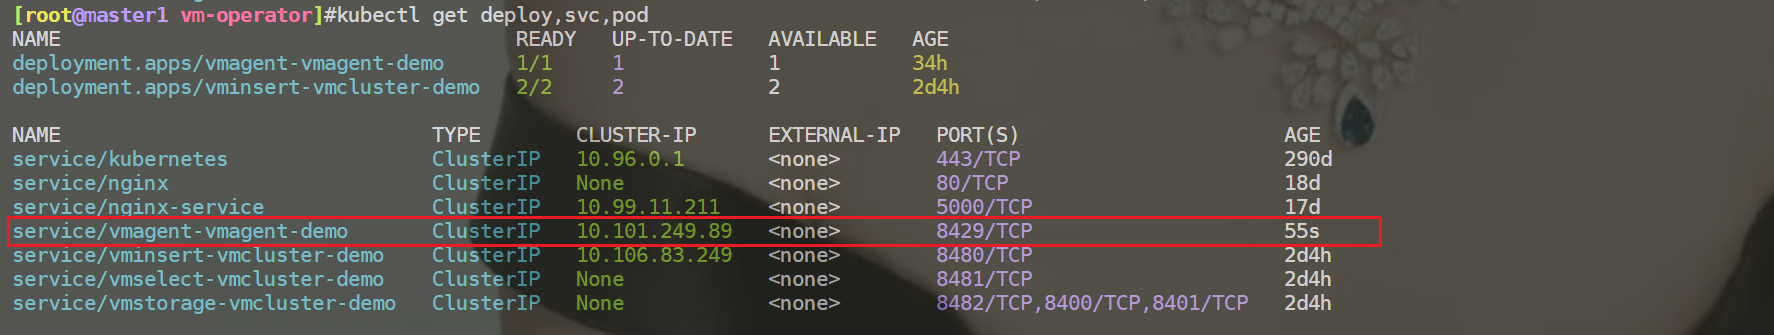 [root@master1 vm-operator]#kubectl get deploy,svc,pod
NAME READY UP-TO-DATE AVAILABLE AGE
deployment.apps/vmagent-vmagent-demo 1/1 1 1 34h
deployment.apps/vminsert-vmcluster-demo 2/2 2 2 2d4h
NAME TYPE CLUSTER-IP EXTERNAL-IP PORT(S) AGE
service/kubernetes ClusterIP 10.96.0.1 <none> 443/TCP 290d
service/nginx ClusterIP None <none> 80/TCP 18d
service/nginx-service ClusterIP 10.99.11.211 <none> 5000/TCP 17d
service/vmagent-vmagent-demo ClusterIP 10.101.249.89 <none> 8429/TCP 55s
service/vminsert-vmcluster-demo ClusterIP 10.106.83.249 <none> 8480/TCP 2d4h
service/vmselect-vmcluster-demo ClusterIP None <none> 8481/TCP 2d4h
service/vmstorage-vmcluster-demo ClusterIP None <none> 8482/TCP,8400/TCP,8401/TCP 2d4h